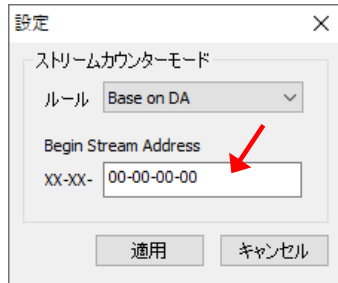 設定
ストリームカウンターモード
ルール Base on DA
Begin Stream Address
XX-XX- 00-00-00-00
適用 キャンセル